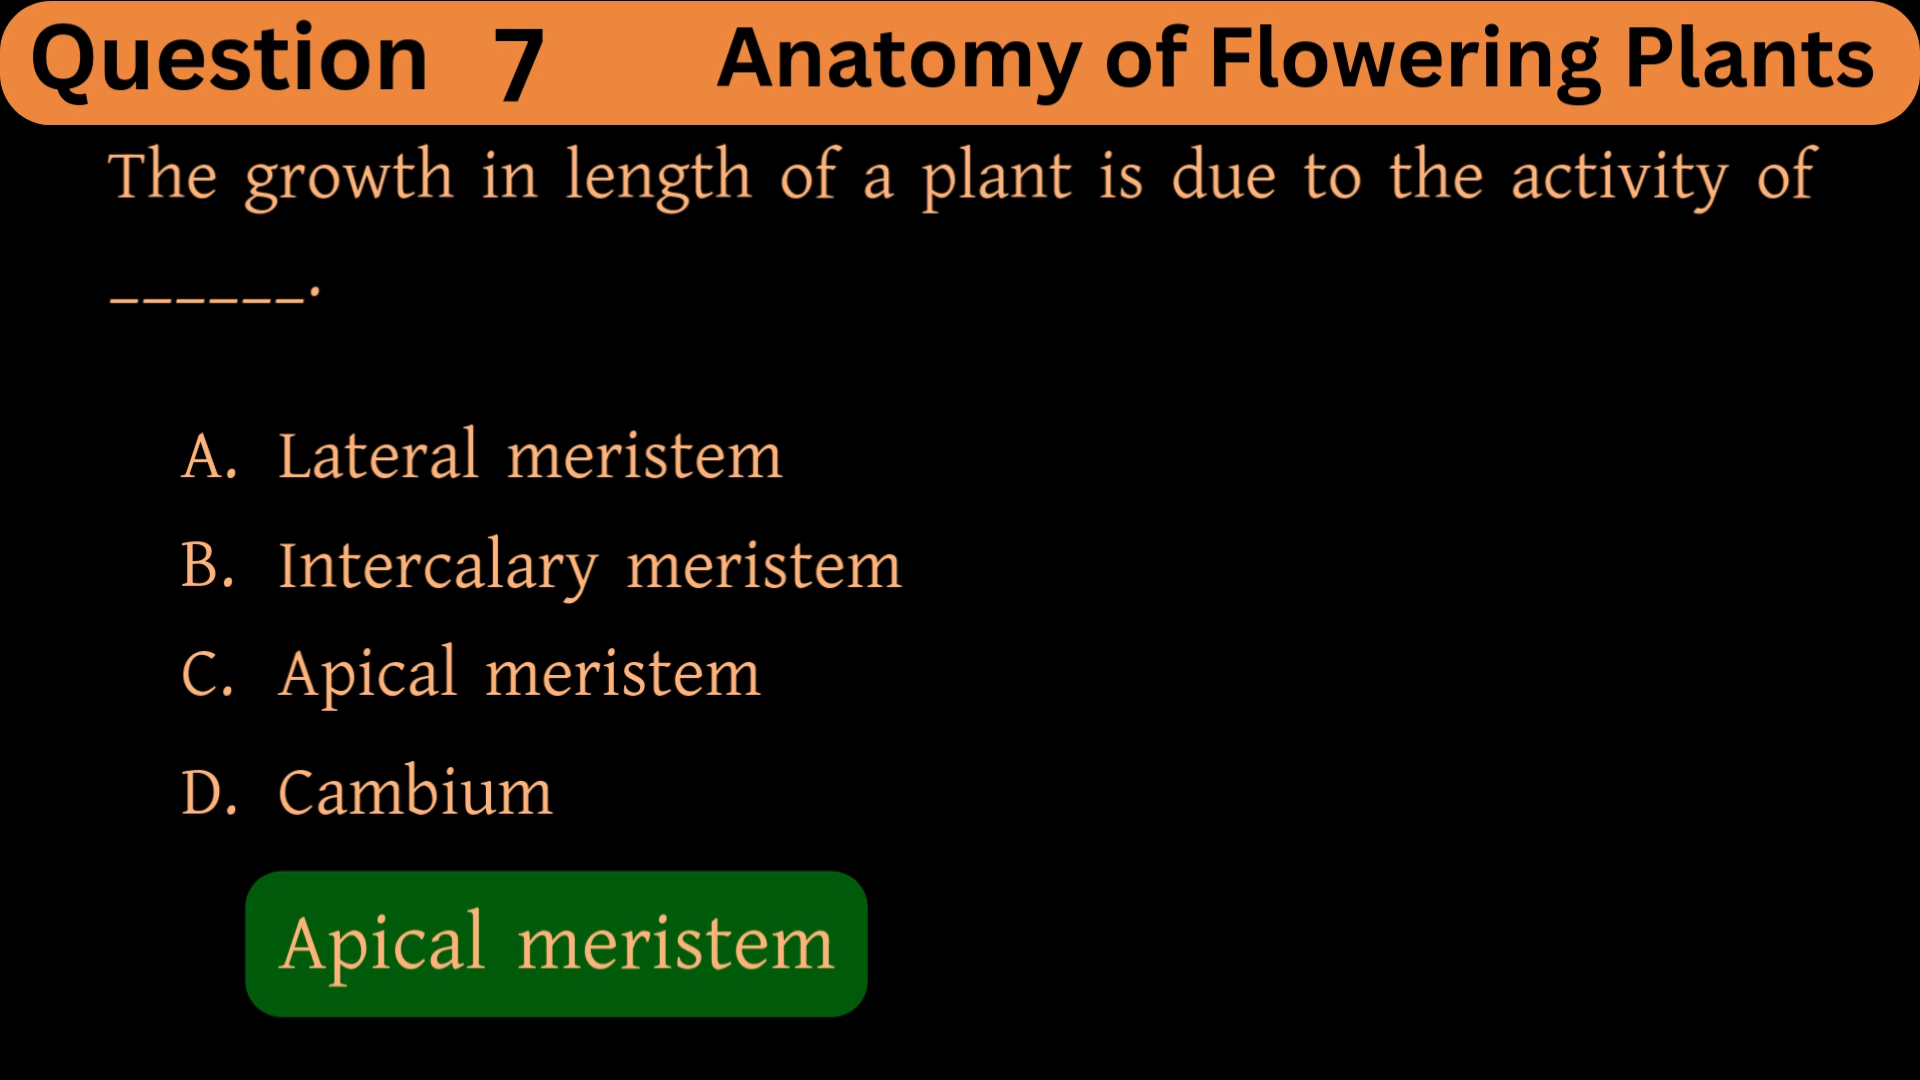 Question 7 Anatomy of Flowering Plants
The growth in length of a plant is due to the activity of
______.
A. Lateral meristem
B. Intercalary meristem
C. Apical meristem
D. Cambium
Apical meristem